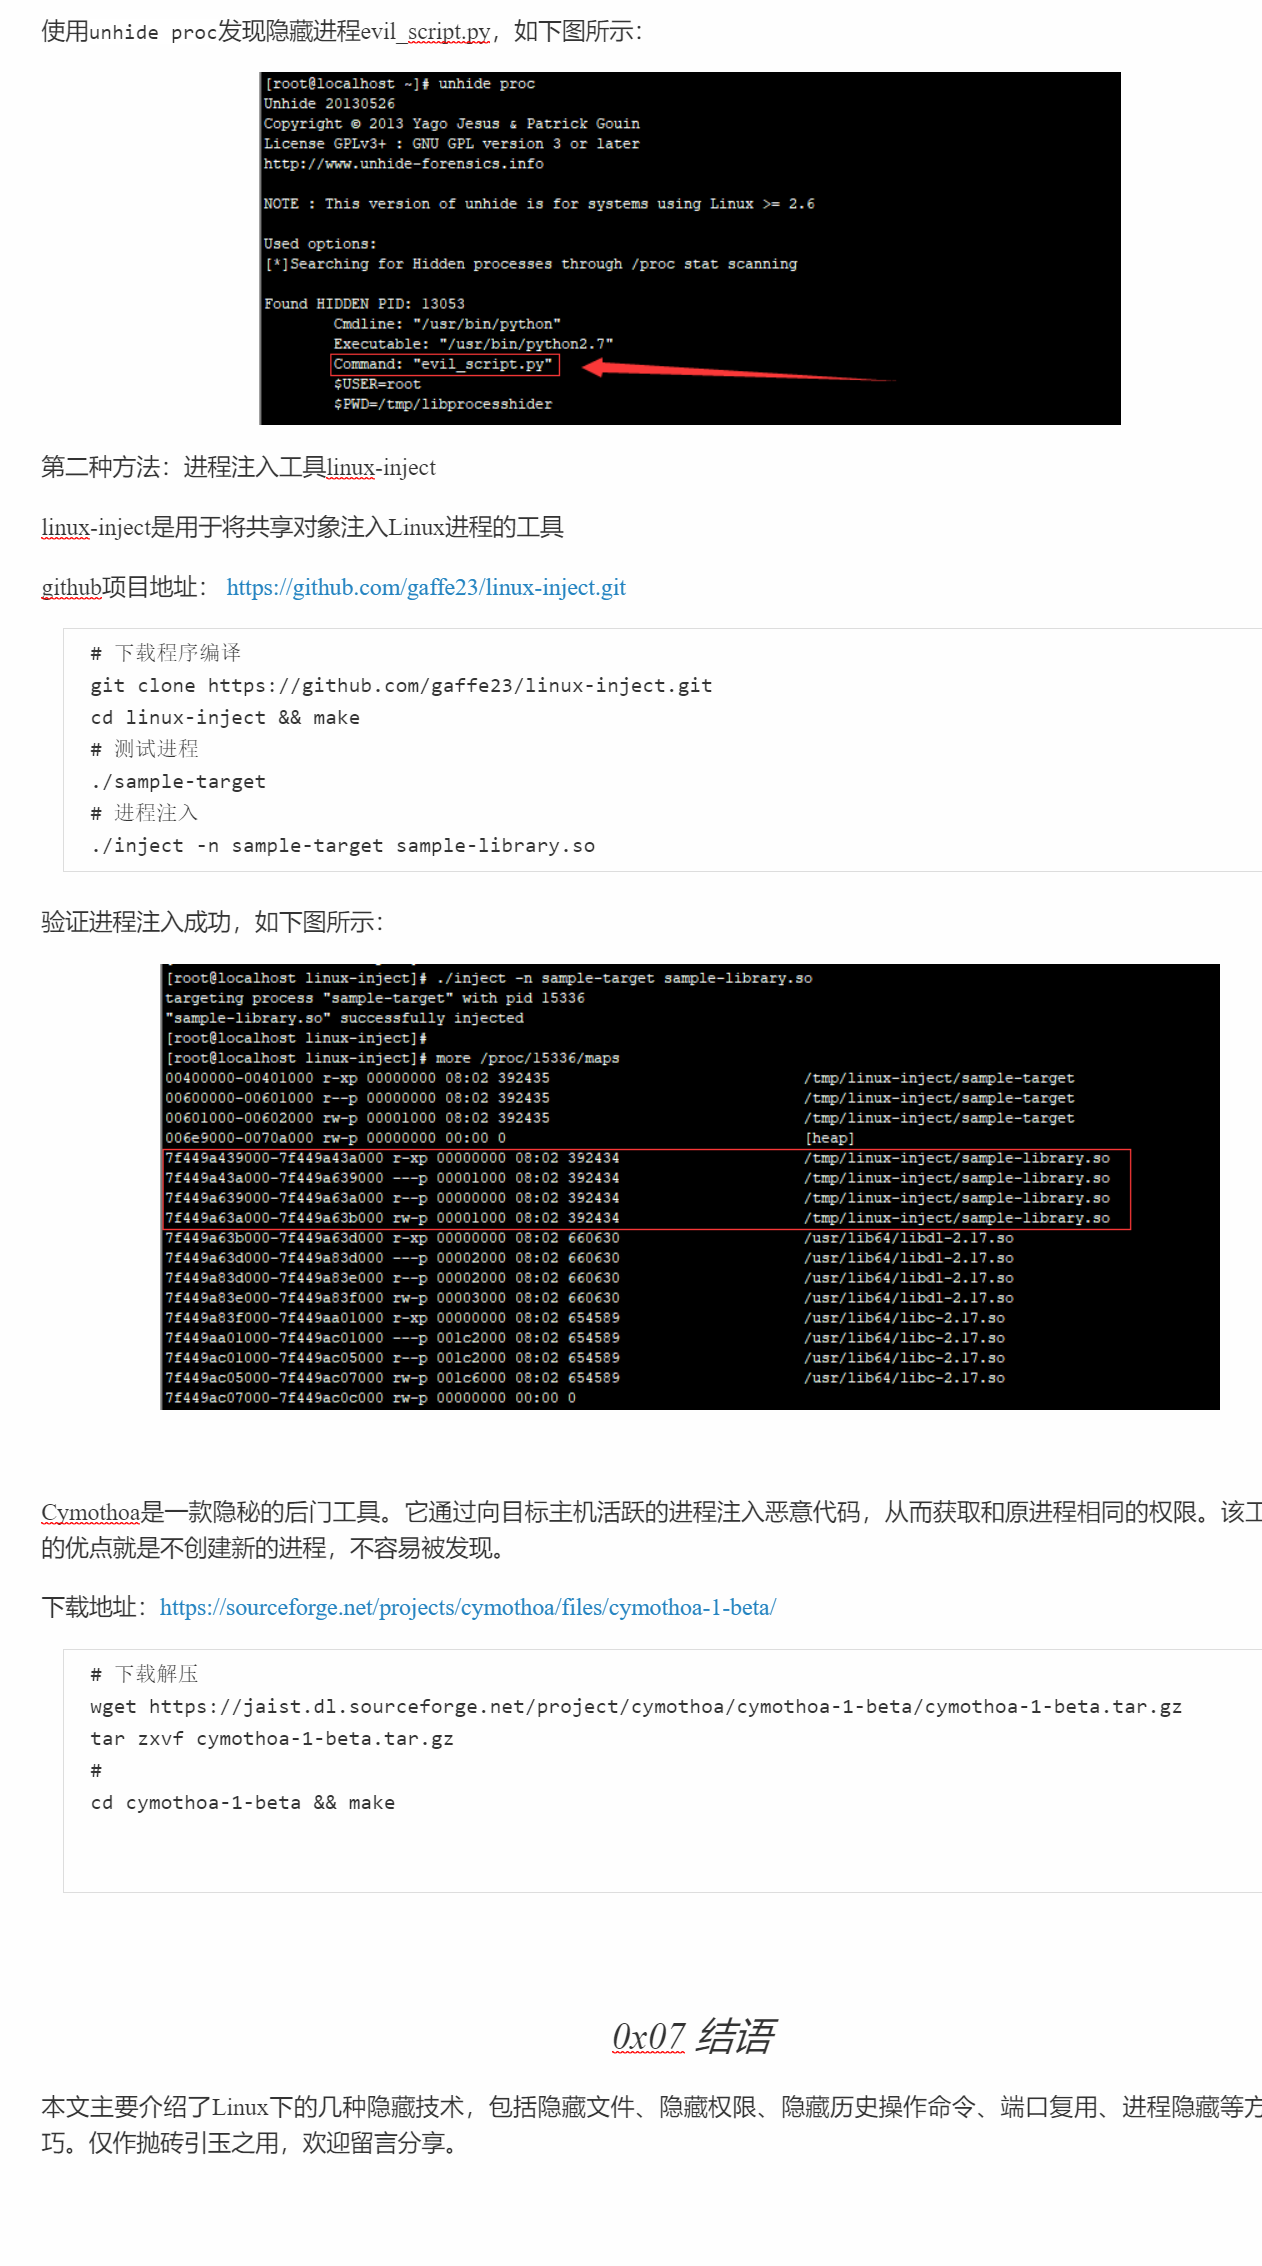 使用unhide proc发现隐藏进程evil_script.py，如下图所示：
[root@localhost ~]# unhide proc
Unhide 20130526
Copyright © 2013 Yago Jesus & Patrick Gouin
License GPLv3+ : GNU GPL version 3 or later
http://www.unhide-forensics.info
NOTE : This version of unhide is for systems using Linux >= 2.6
Used options:
[*]Searching for Hidden processes through /proc stat scanning
Found HIDDEN PID: 13053
Cmdline: "/usr/bin/python"
Executable: "/usr/bin/python2.7"
Command: "evil_script.py"
$USER=root
$PWD=/tmp/libprocesshider
第二种方法：进程注入工具linux-inject
linux-inject是用于将共享对象注入Linux进程的工具
github项目地址： https://github.com/gaffe23/linux-inject.git
# 下载程序编译
git clone https://github.com/gaffe23/linux-inject.git
cd linux-inject && make
# 测试进程
./sample-target
# 进程注入
./inject -n sample-target sample-library.so
验证进程注入成功，如下图所示：
[root@localhost linux-inject]# ./inject -n sample-target sample-library.so
targeting process "sample-target" with pid 15336
"sample-library.so" successfully injected
[root@localhost linux-inject]#
[root@localhost linux-inject]# more /proc/15336/maps
00400000-00401000 r-xp 00000000 08:02 392435 /tmp/linux-inject/sample-target
00600000-00601000 r--p 00000000 08:02 392435 /tmp/linux-inject/sample-target
00601000-00602000 rw-p 00001000 08:02 392435 /tmp/linux-inject/sample-target
006e9000-0070a000 rw-p 00000000 00:00 0 [heap]
7f449a439000-7f449a43a000 r-xp 00000000 08:02 392434 /tmp/linux-inject/sample-library.so
7f449a43a000-7f449a639000 ---p 00001000 08:02 392434 /tmp/linux-inject/sample-library.so
7f449a639000-7f449a63a000 r--p 00000000 08:02 392434 /tmp/linux-inject/sample-library.so
7f449a63a000-7f449a63b000 rw-p 00001000 08:02 392434 /tmp/linux-inject/sample-library.so
7f449a63b000-7f449a63d000 r-xp 00000000 08:02 660630 /usr/lib64/libdl-2.17.so
7f449a63d000-7f449a83d000 ---p 00002000 08:02 660630 /usr/lib64/libdl-2.17.so
7f449a83d000-7f449a83e000 r--p 00002000 08:02 660630 /usr/lib64/libdl-2.17.so
7f449a83e000-7f449a83f000 rw-p 00003000 08:02 660630 /usr/lib64/libdl-2.17.so
7f449a83f000-7f449aa01000 r-xp 00000000 08:02 654589 /usr/lib64/libc-2.17.so
7f449aa01000-7f449ac01000 ---p 001c2000 08:02 654589 /usr/lib64/libc-2.17.so
7f449ac01000-7f449ac05000 r--p 001c2000 08:02 654589 /usr/lib64/libc-2.17.so
7f449ac05000-7f449ac07000 rw-p 001c6000 08:02 654589 /usr/lib64/libc-2.17.so
7f449ac07000-7f449ac0c000 rw-p 00000000 00:00 0
Cymothoa是一款隐秘的后门工具。它通过向目标主机活跃的进程注入恶意代码，从而获取和原进程相同的权限。该工
的优点就是不创建新的进程，不容易被发现。
下载地址：https://sourceforge.net/projects/cymothoa/files/cymothoa-1-beta/
# 下载解压
wget https://jaist.dl.sourceforge.net/project/cymothoa/cymothoa-1-beta/cymothoa-1-beta.tar.gz
tar zxvf cymothoa-1-beta.tar.gz
#
cd cymothoa-1-beta && make
0x07 结语
本文主要介绍了Linux下的几种隐藏技术，包括隐藏文件、隐藏权限、隐藏历史操作命令、端口复用、进程隐藏等方
巧。仅作抛砖引玉之用，欢迎留言分享。